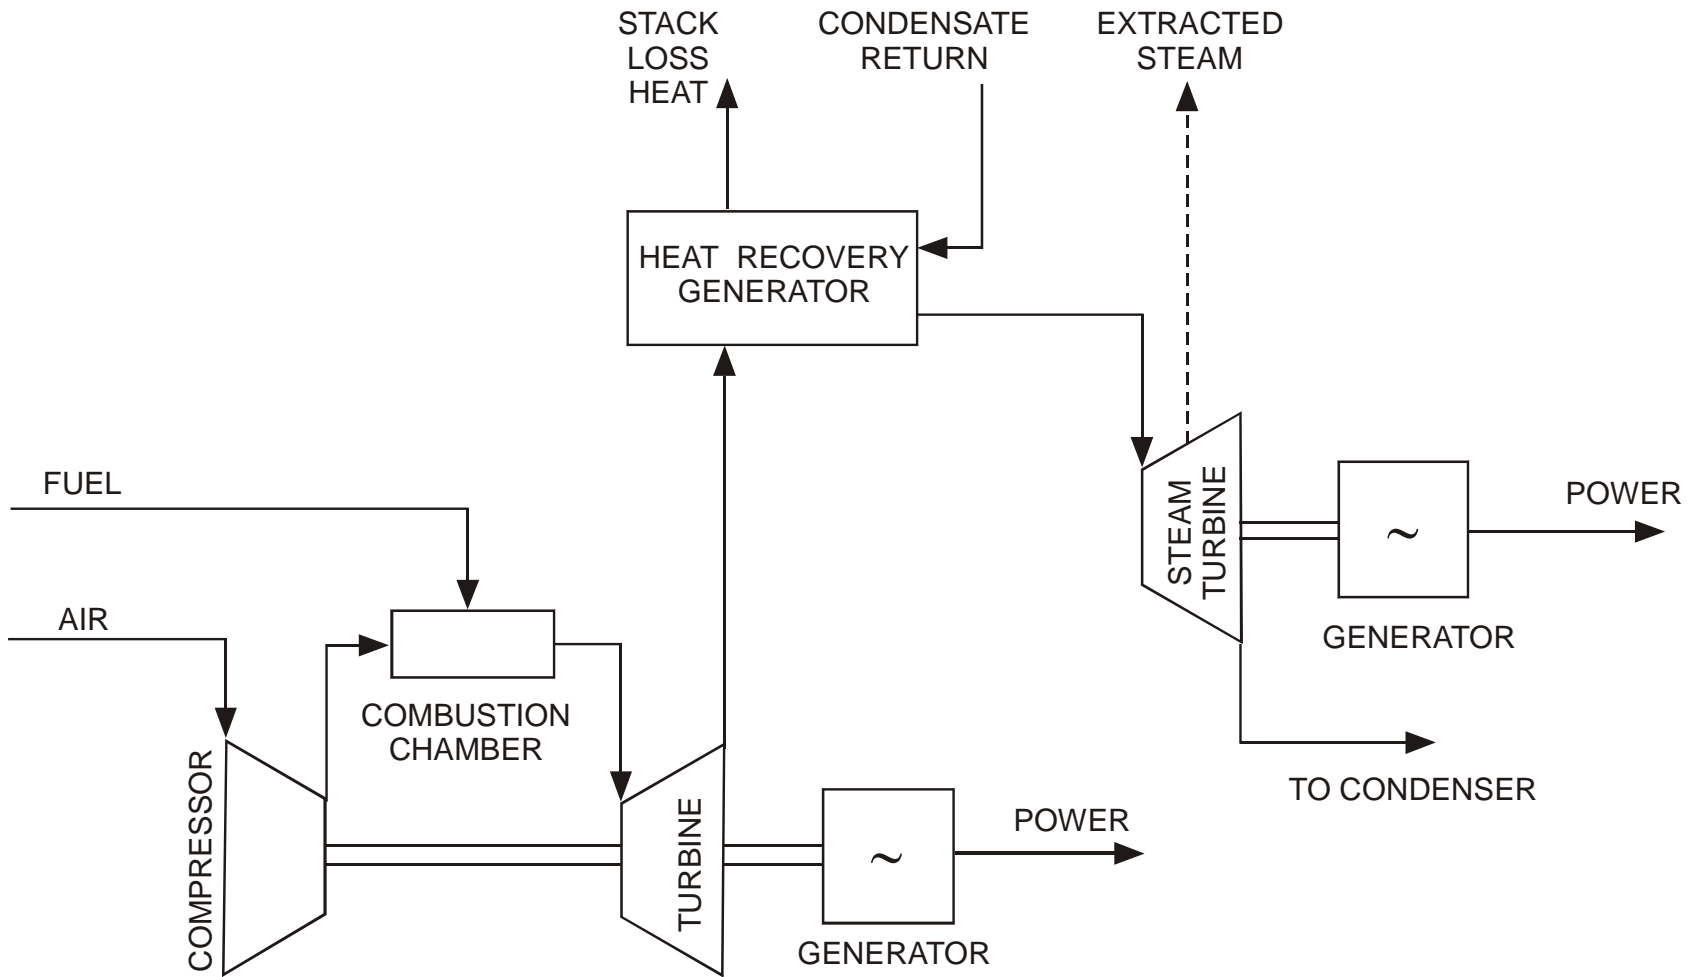 STACK
LOSS
HEAT
CONDENSATE
RETURN
EXTRACTED
STEAM
HEAT RECOVERY
GENERATOR
FUEL
AIR
COMBUSTION
CHAMBER
COMPRESSOR
TURBINE
~
GENERATOR
POWER
STEAM
TURBINE
~
GENERATOR
POWER
TO CONDENSER